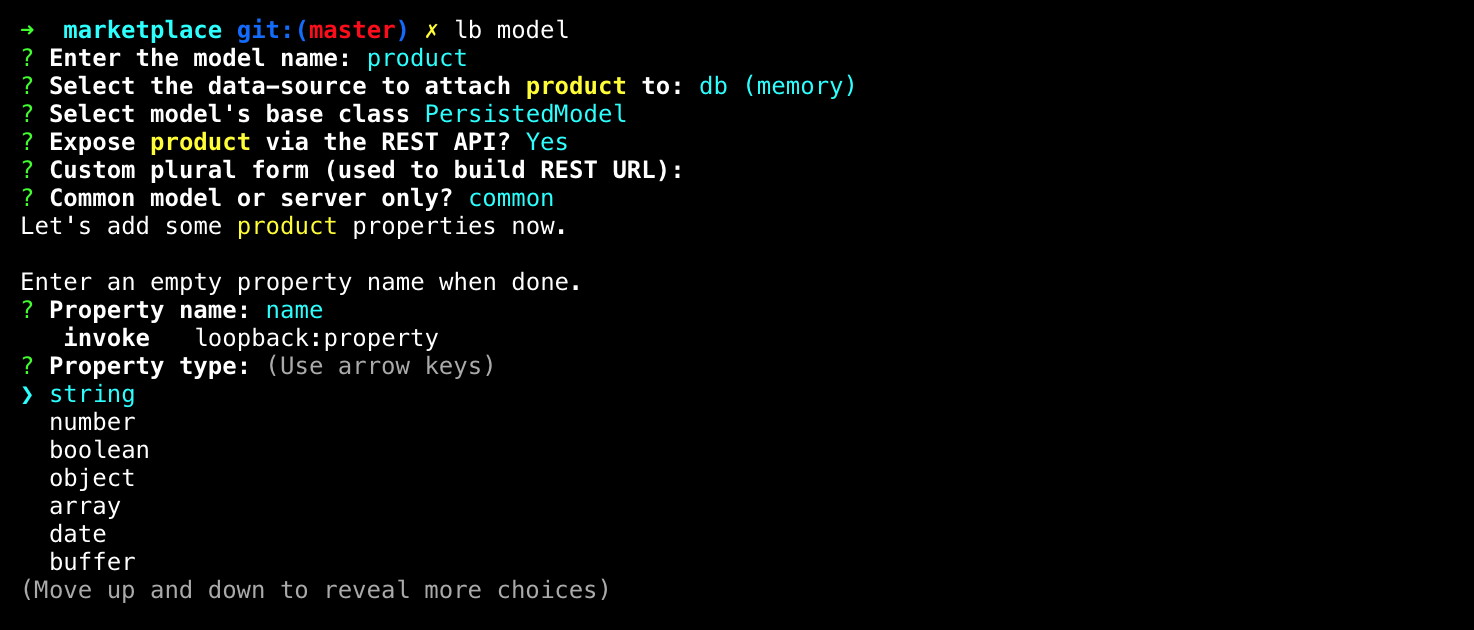 →  marketplace git:(master) ✗ lb model
? Enter the model name: product
? Select the data-source to attach product to: db (memory)
? Select model's base class PersistedModel
? Expose product via the REST API? Yes
? Custom plural form (used to build REST URL):
? Common model or server only? common
Let's add some product properties now.

Enter an empty property name when done.
? Property name: name
   invoke   loopback:property
? Property type: (Use arrow keys)
❯ string
  number
  boolean
  object
  array
  date
  buffer
(Move up and down to reveal more choices)